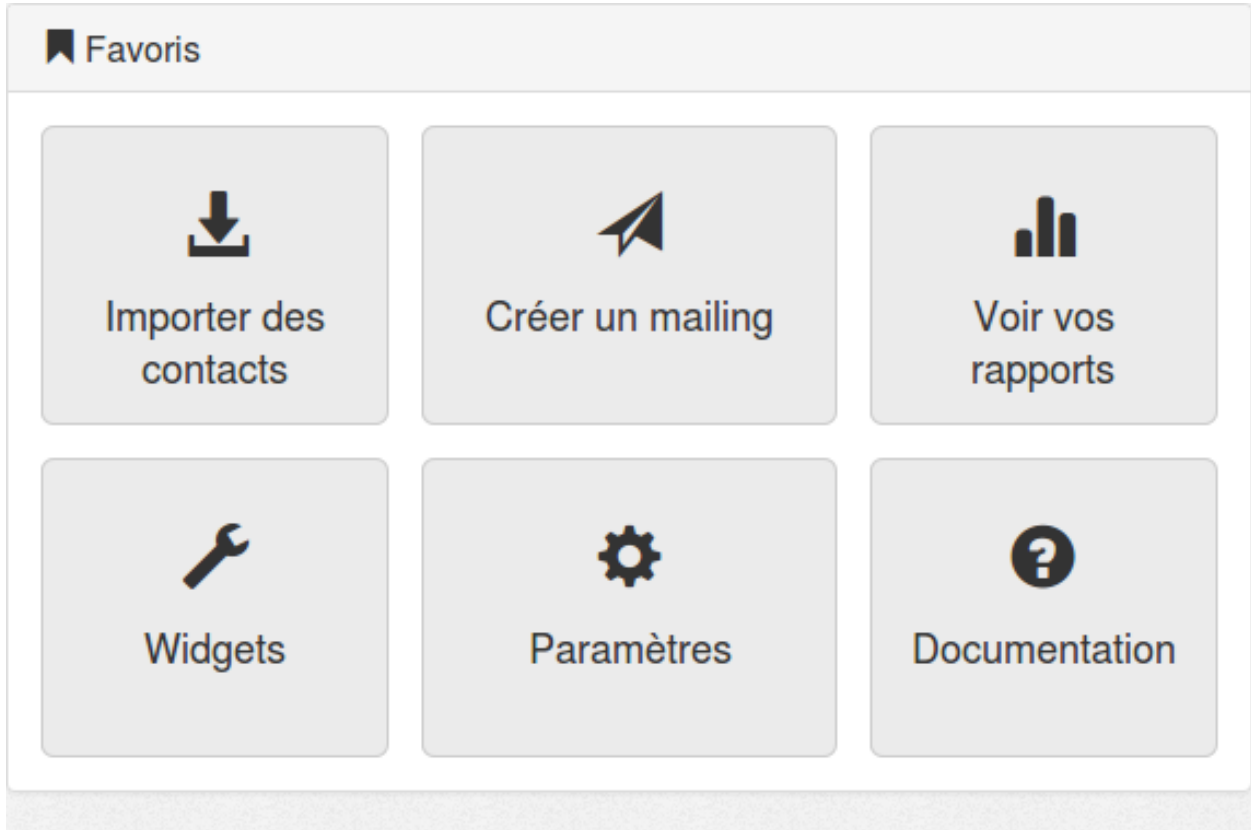 Favoris
Importer des
contacts
Créer un mailing
Voir vos
rapports
Widgets
Paramètres
Documentation